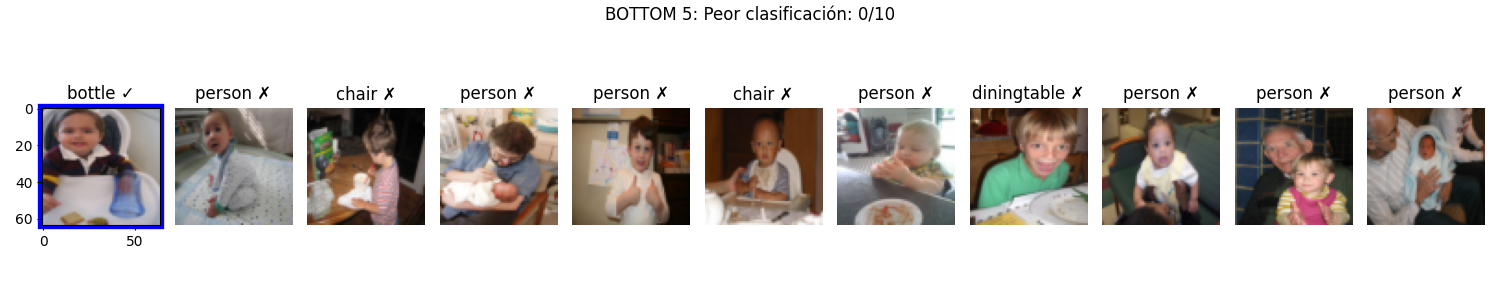 BOTTOM 5: Peor clasificación: 0/10
bottle ✓ person ✗ chair ✗ person ✗ person ✗ chair ✗ person ✗ diningtable ✗ person ✗ person ✗ person ✗
0
20
40
60
0 50